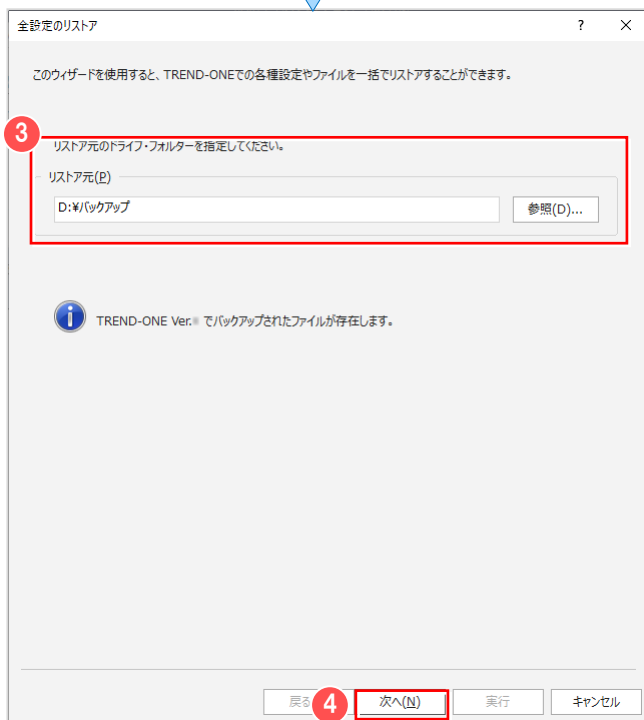 全設定のリストア
? ×
このウィザードを使用すると、TREND-ONEでの各種設定やファイルを一括でリストアすることができます。
3
リストア元のドライブ・フォルダーを指定してください。
リストア元(P)
D:¥バックアップ
参照(D)...
TREND-ONE Ver. でバックアップされたファイルが存在します。
戻る
4
次へ(N)
実行
キャンセル